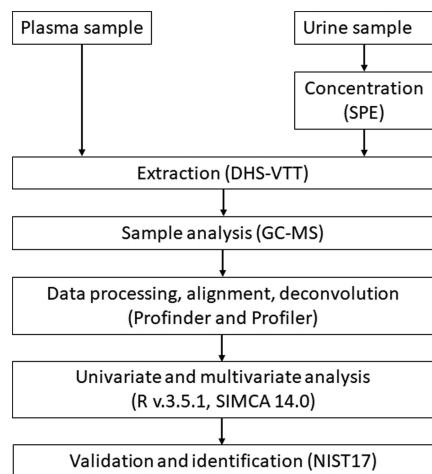 Plasma sample
Urine sample
Concentration
(SPE)
Extraction (DHS-VTT)
Sample analysis (GC-MS)
Data processing, alignment, deconvolution
(Profinder and Profiler)
Univariate and multivariate analysis
(R v.3.5.1, SIMCA 14.0)
Validation and identification (NIST17)